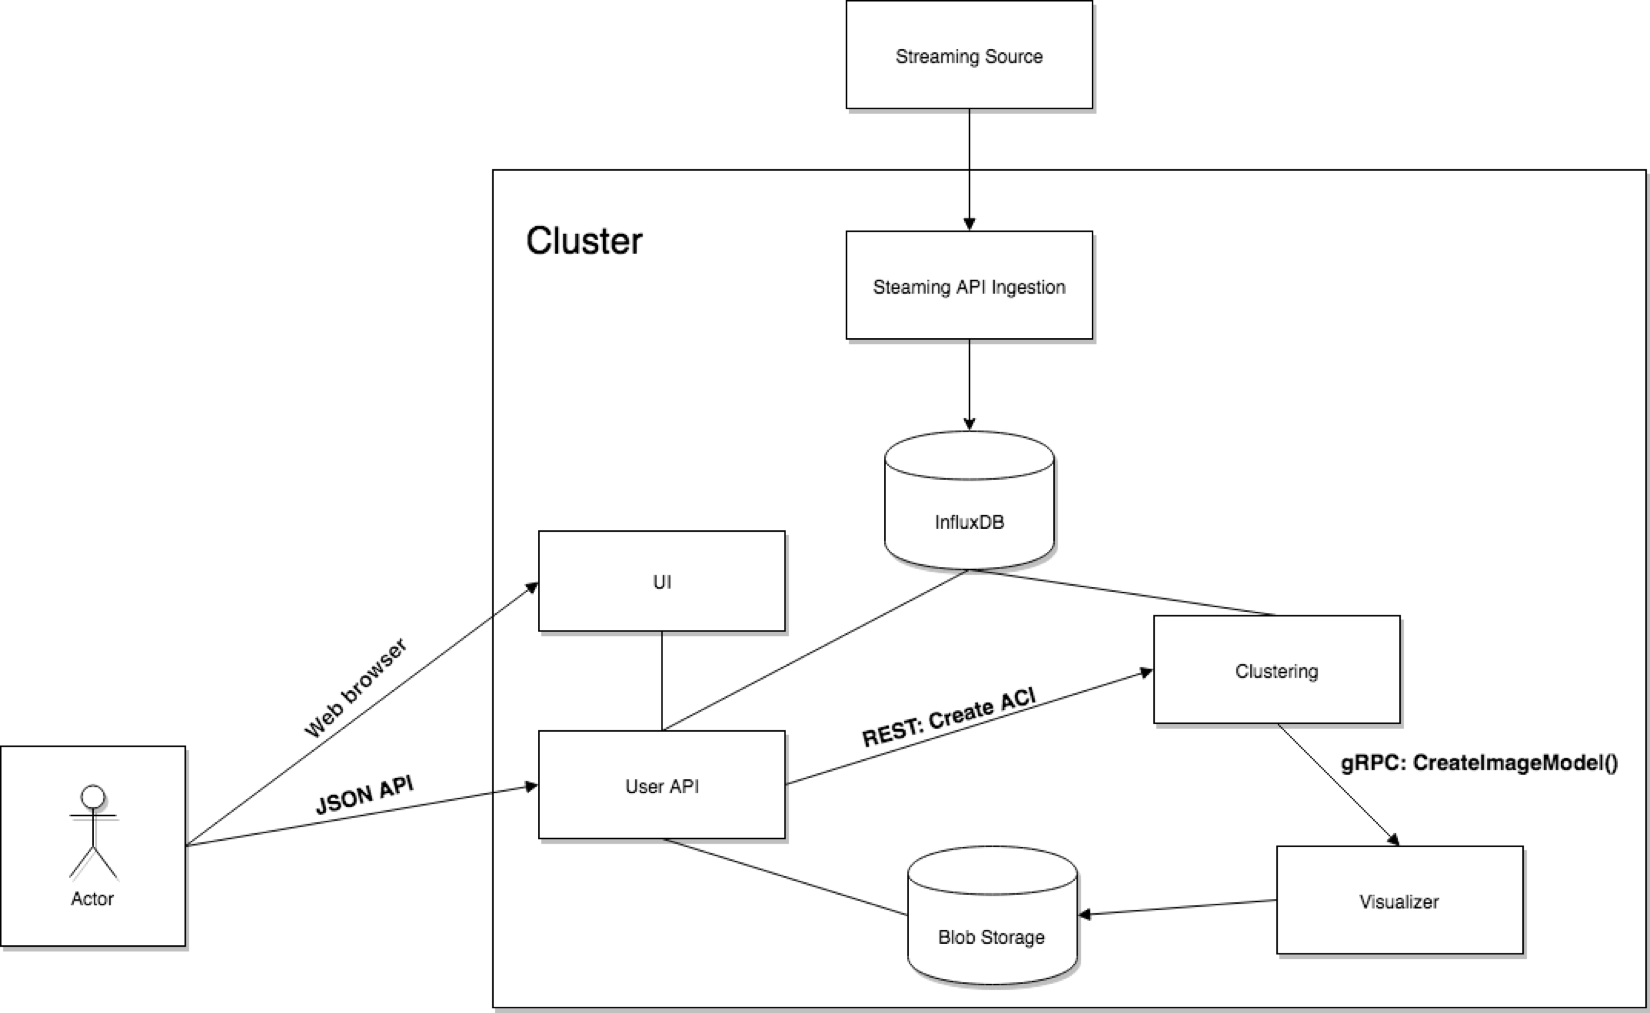 Streaming Source
Cluster
Steaming API Ingestion
InfluxDB
UI
Web browser
Clustering
REST: Create ACI
gRPC: CreateImageModel()
JSON API
User API
Actor
Visualizer
Blob Storage